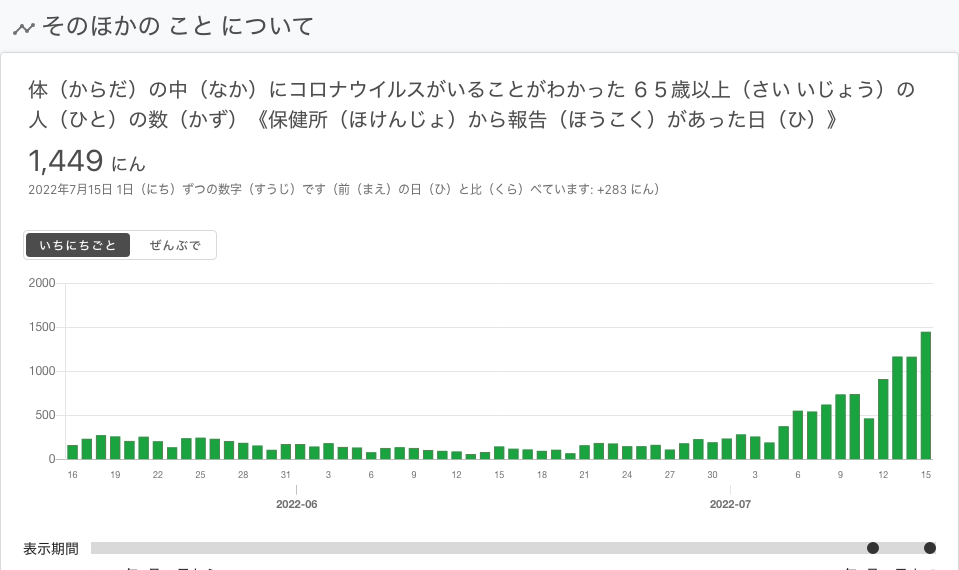 そのほかの こと について
体（からだ）の中（なか）にコロナウイルスがいることがわかった ６５歳以上（さい いじょう）の
人（ひと）の数（かず）《保健所（ほけんじょ）から報告（ほうこく）があった日（ひ）》
1,449 にん
2022年7月15日 1日（にち）ずつの数字（すうじ）です（前（まえ）の日（ひ）と比（くら）べています: +283 にん）
いちにちごと ぜんぶで
2000
1500
1000
500
0
16 19 22 25 28 31 3 6 9 12 15 18 21 24 27 30 3 6 9 12 15
2022-06 2022-07
表示期間